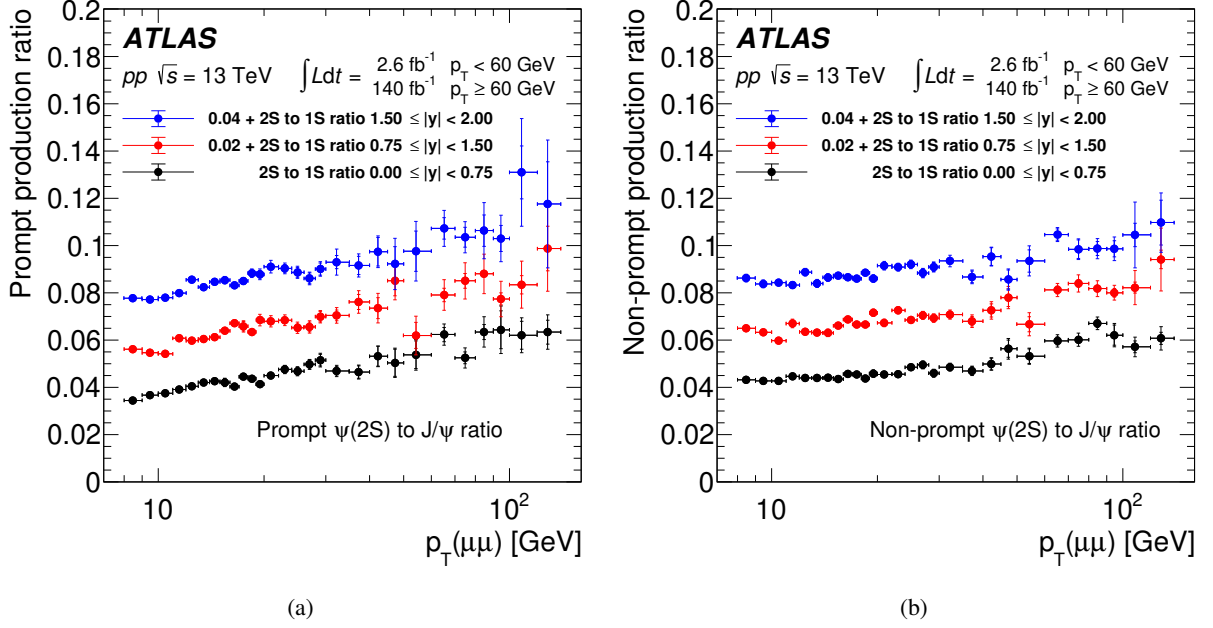 Prompt production ratio
0.2
0.18
0.16
0.14
0.12
0.1
0.08
0.06
0.04
0.02
0
ATLAS
pp √s = 13 TeV
∫Ldt =
2.6 fb⁻¹ p_T < 60 GeV
140 fb⁻¹ p_T ≥ 60 GeV
0.04 + 2S to 1S ratio 1.50 ≤ |y| < 2.00
0.02 + 2S to 1S ratio 0.75 ≤ |y| < 1.50
2S to 1S ratio 0.00 ≤ |y| < 0.75
Prompt ψ(2S) to J/ψ ratio
10
10²
p_T(μμ) [GeV]
(a)
Non-prompt production ratio
0.2
0.18
0.16
0.14
0.12
0.1
0.08
0.06
0.04
0.02
0
ATLAS
pp √s = 13 TeV
∫Ldt =
2.6 fb⁻¹ p_T < 60 GeV
140 fb⁻¹ p_T ≥ 60 GeV
0.04 + 2S to 1S ratio 1.50 ≤ |y| < 2.00
0.02 + 2S to 1S ratio 0.75 ≤ |y| < 1.50
2S to 1S ratio 0.00 ≤ |y| < 0.75
Non-prompt ψ(2S) to J/ψ ratio
10
10²
p_T(μμ) [GeV]
(b)